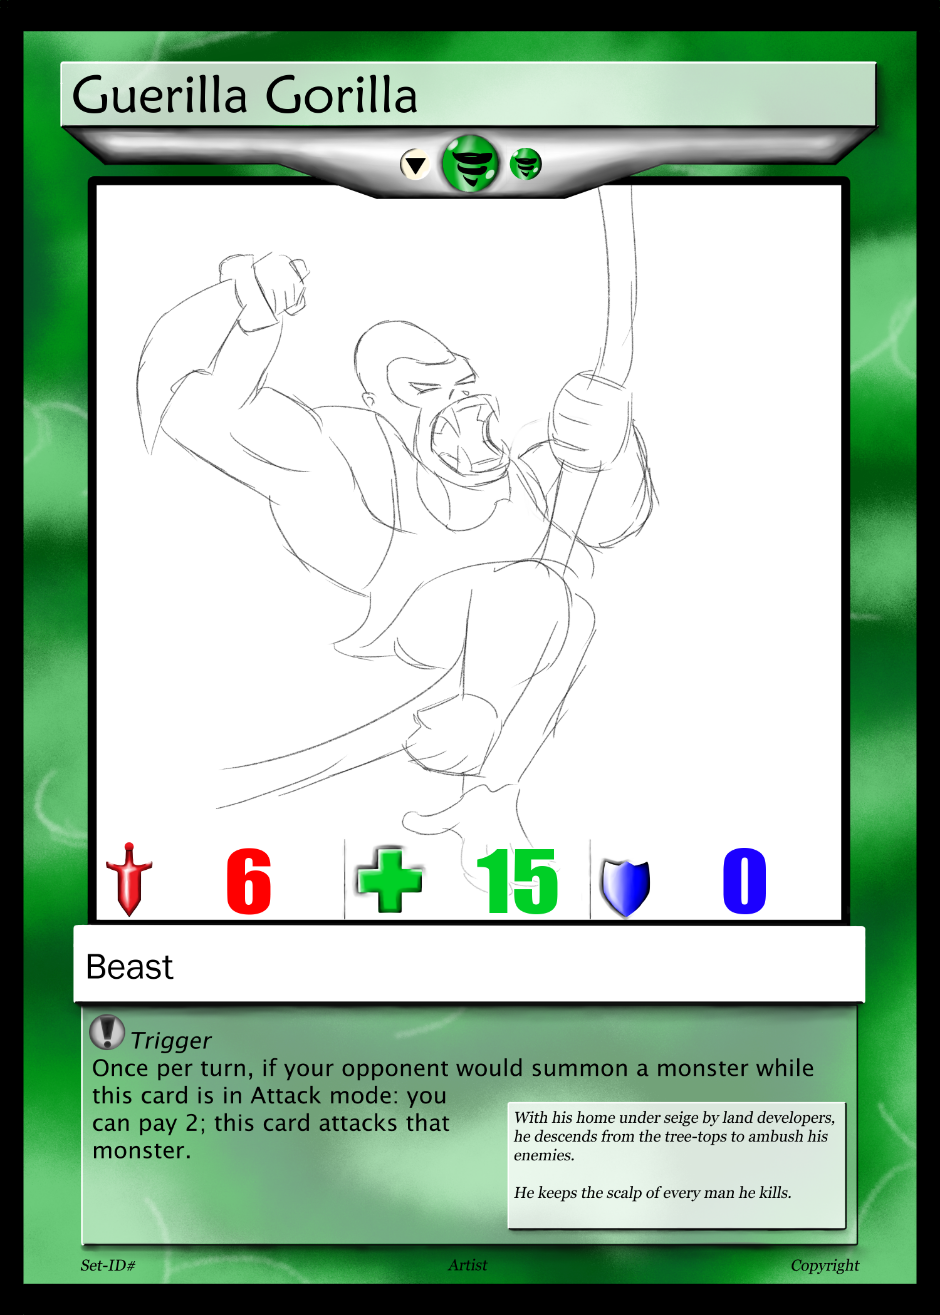 Guerilla Gorilla
6 15 0
Beast
Trigger
Once per turn, if your opponent would summon a monster while
this card is in Attack mode: you
can pay 2; this card attacks that
monster.
With his home under seige by land developers,
he descends from the tree-tops to ambush his
enemies.
He keeps the scalp of every man he kills.
Set-ID# Artist Copyright